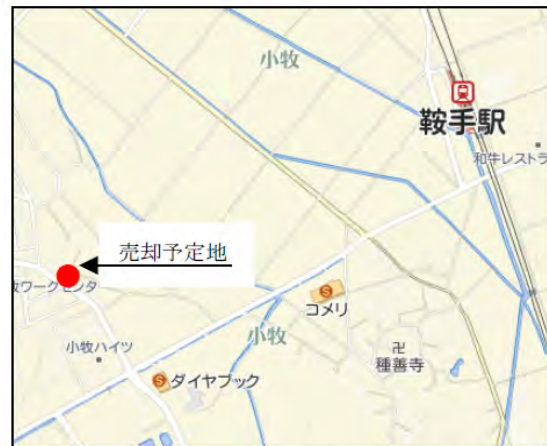 小牧
鞍手駅
和牛レストラ
売却予定地
牧ワークセンタ
コメリ
小牧
小牧ハイツ
卍
種善寺
S
ダイヤブック
S